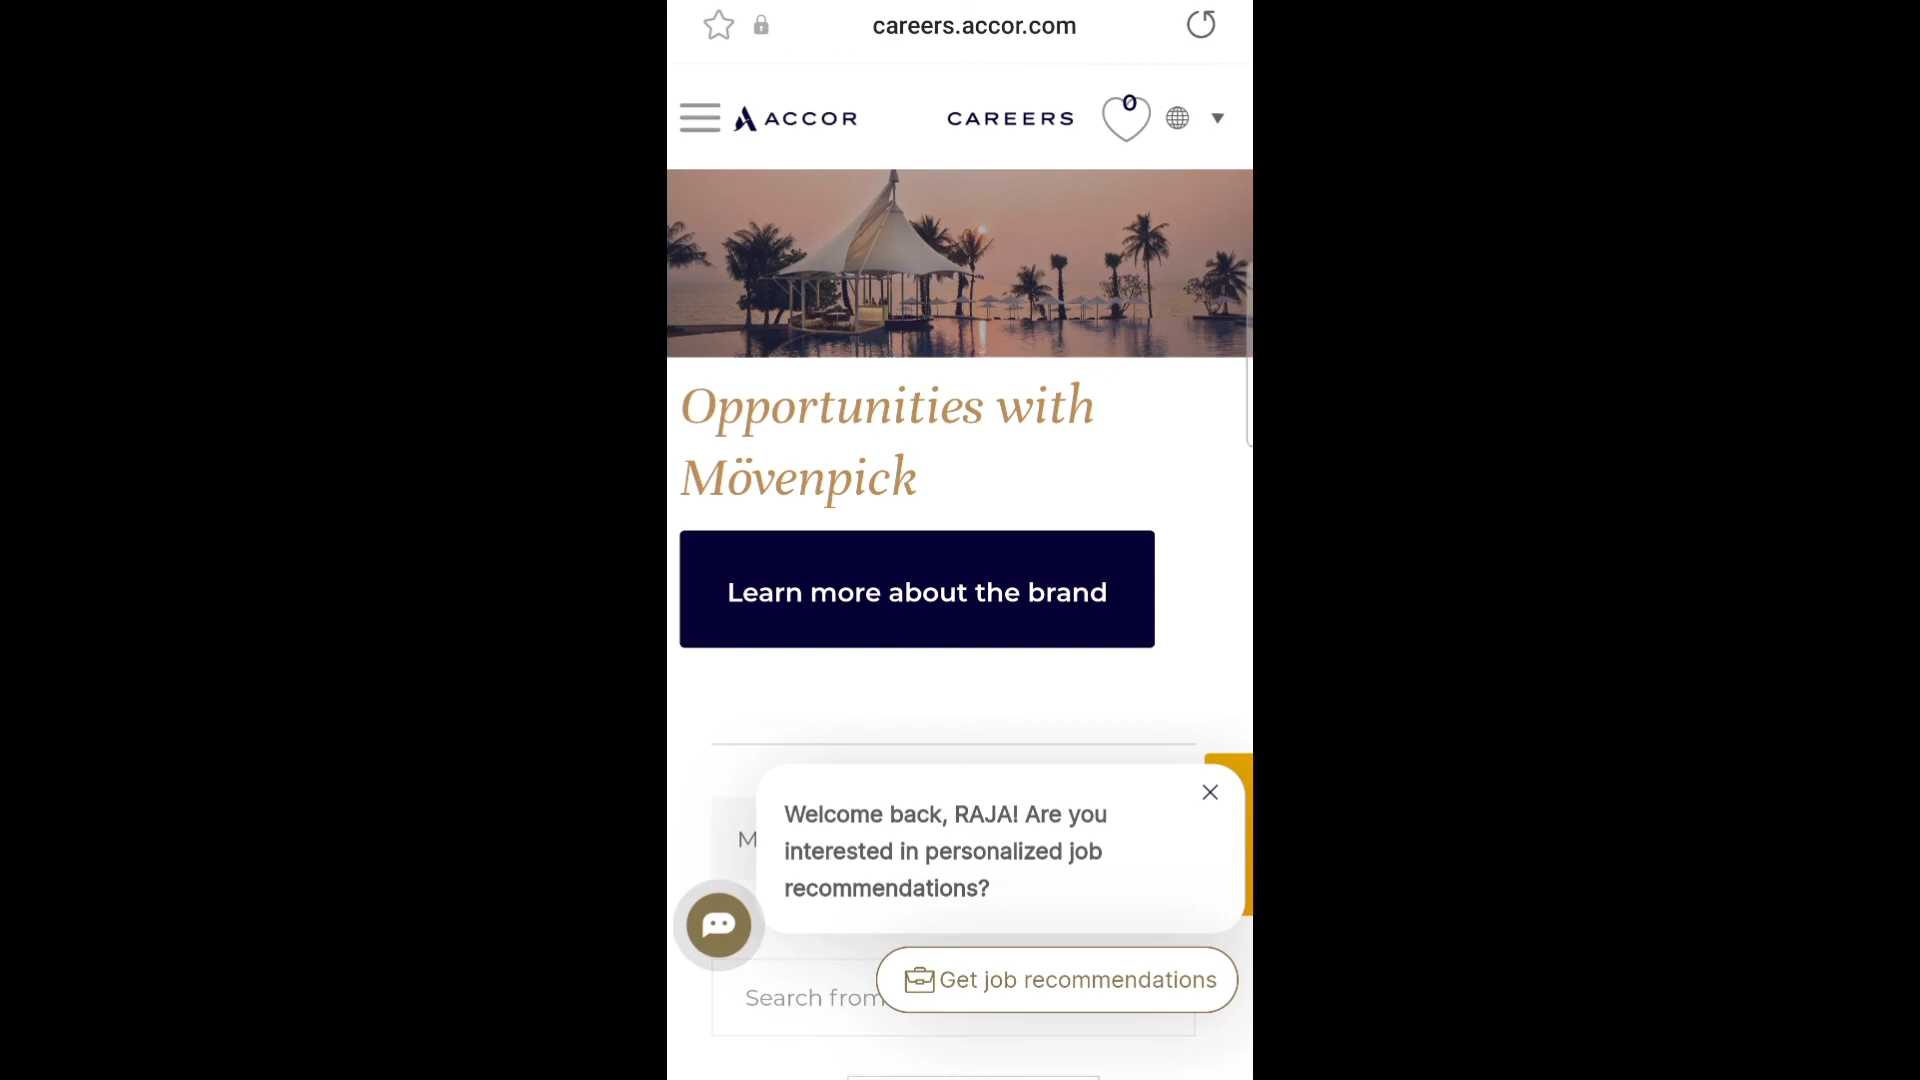 careers.accor.com
ACCOR
CAREERS
0
Opportunities with
Mövenpick
Learn more about the brand
Welcome back, RAJA! Are you
interested in personalized job
recommendations?
M
Get job recommendations
Search from